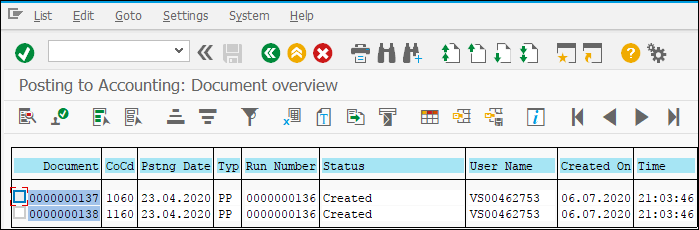 List Edit Goto Settings System Help
Posting to Accounting: Document overview
Document CoCd Pstng Date Typ Run Number Status User Name Created On Time
0000000137 1060 23.04.2020 PP 0000000136 Created VS00462753 06.07.2020 21:03:46
0000000138 1160 23.04.2020 PP 0000000136 Created VS00462753 06.07.2020 21:03:46